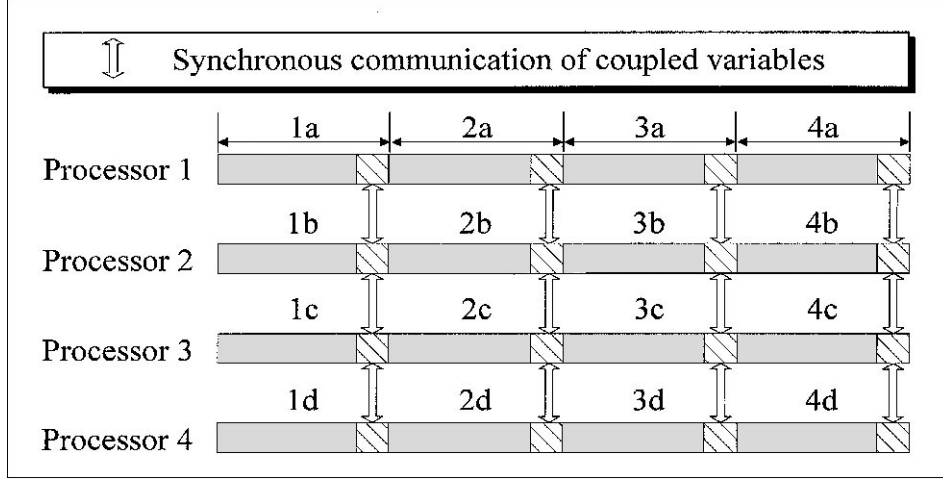 Synchronous communication of coupled variables
1a 2a 3a 4a
Processor 1
1b 2b 3b 4b
Processor 2
1c 2c 3c 4c
Processor 3
1d 2d 3d 4d
Processor 4